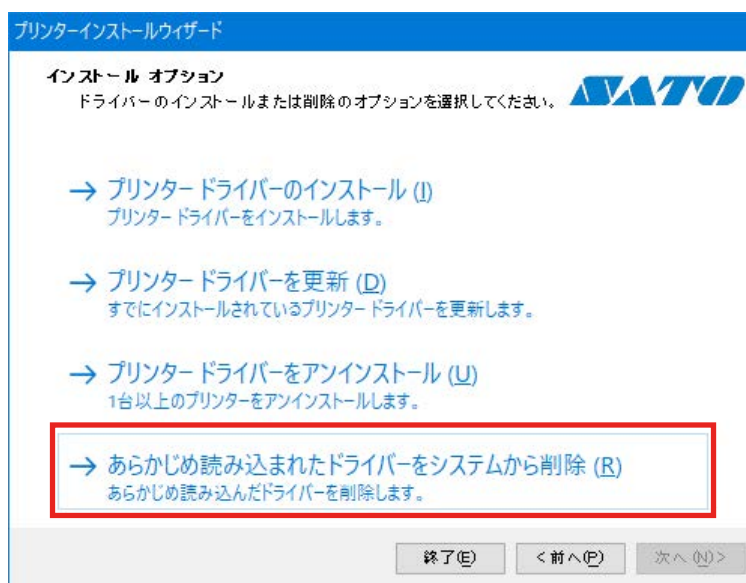 プリンターインストールウィザード
インストール オプション
ドライバーのインストールまたは削除のオプションを選択してください。
SATO
→ プリンター ドライバーのインストール (I)
プリンター ドライバーをインストールします。
→ プリンター ドライバーを更新 (D)
すでにインストールされているプリンター ドライバーを更新します。
→ プリンター ドライバーをアンインストール (U)
1台以上のプリンターをアンインストールします。
→ あらかじめ読み込まれたドライバーをシステムから削除 (R)
あらかじめ読み込んだドライバーを削除します。
終了(E) <前へ(P) 次へ(N)>